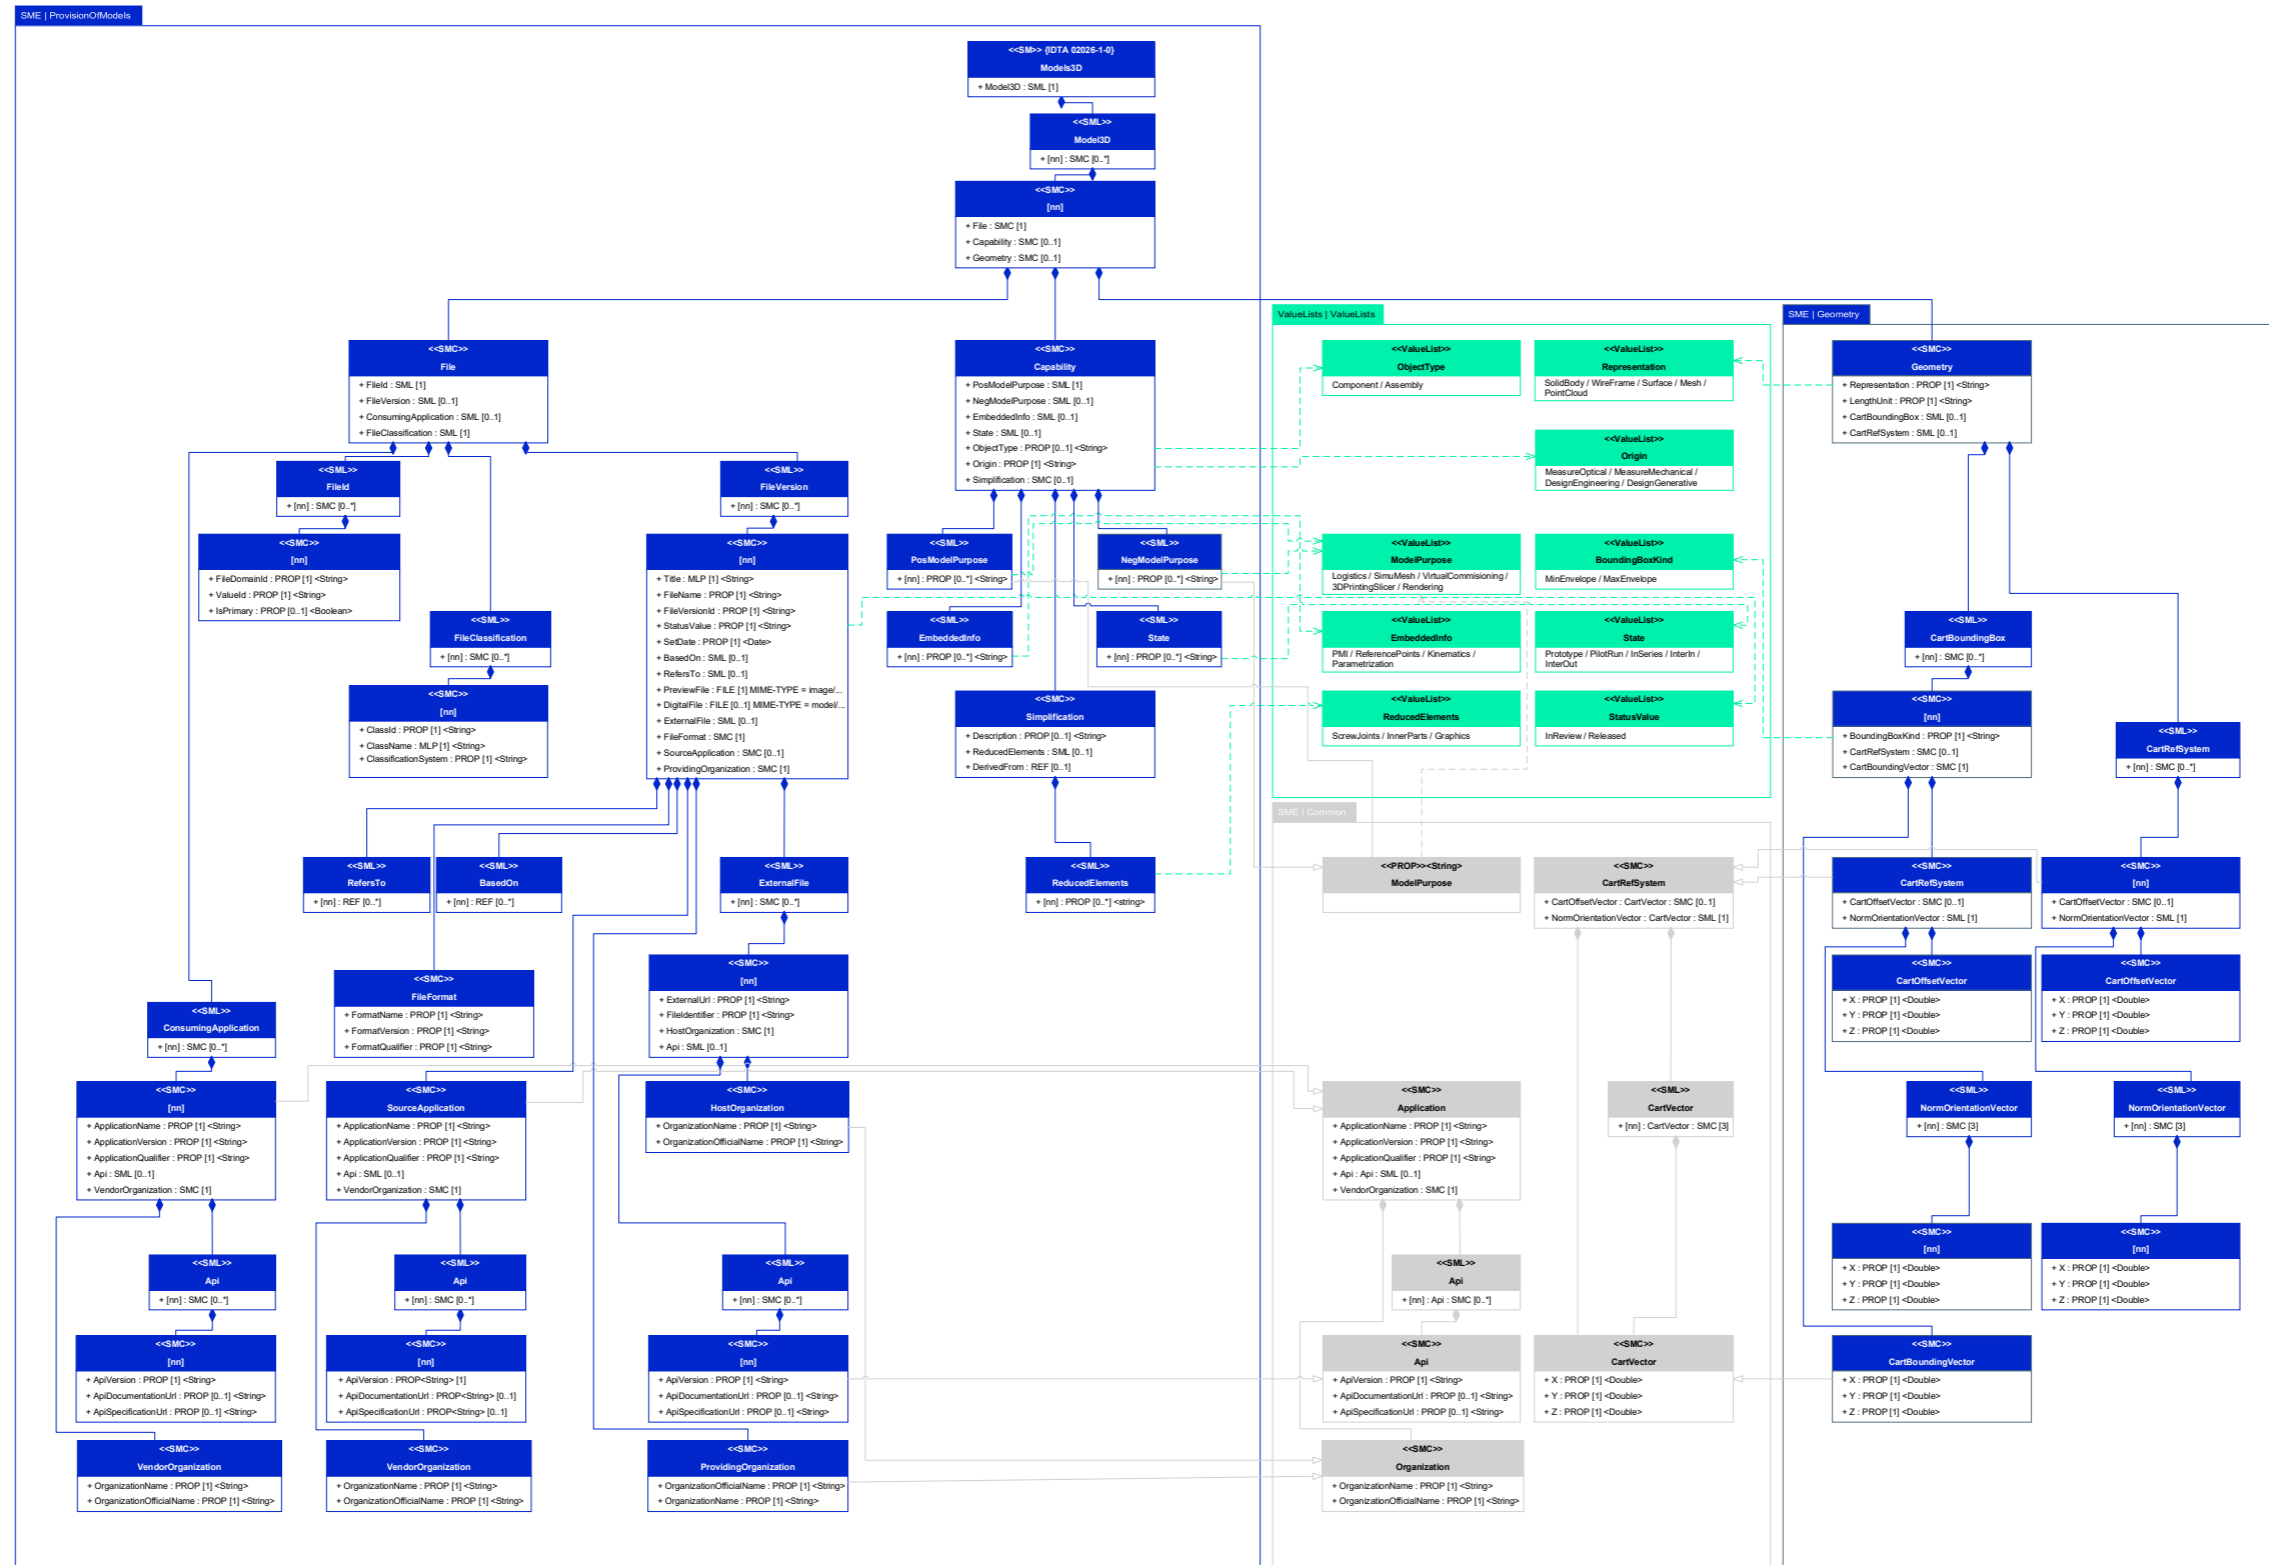 SME | ProvisionOfModels
<<SM>> {IDTA 02026-1-0}
Models3D
+ Model3D : SML [1]
<<SML>>
Model3D
+ [nn] : SMC [0..*]
<<SMC>>
[nn]
+ File : SMC [1]
+ Capability : SMC [0..1]
+ Geometry : SMC [0..1]
<<SMC>>
File
+ FileId : SML [1]
+ FileVersion : SML [0..1]
+ ConsumingApplication : SML [0..1]
+ FileClassification : SML [1]
<<SML>>
FileId
+ [nn] : SMC [0..*]
<<SMC>>
[nn]
+ FileDomainId : PROP [1] <String>
+ ValueId : PROP [1] <String>
+ IsPrimary : PROP [0..1] <Boolean>
<<SML>>
FileClassification
+ [nn] : SMC [0..*]
<<SMC>>
[nn]
+ ClassId : PROP [1] <String>
+ ClassName : MLP [1] <String>
+ ClassificationSystem : PROP [1] <String>
<<SML>>
FileVersion
+ [nn] : SMC [0..*]
<<SMC>>
[nn]
+ Title : MLP [1] <String>
+ FileName : PROP [1] <String>
+ FileVersionId : PROP [1] <String>
+ StatusValue : PROP [1] <String>
+ SetDate : PROP [1] <Date>
+ BasedOn : SML [0..1]
+ RefersTo : SML [0..1]
+ PreviewFile : FILE [1] MIME-TYPE = image/...
+ DigitalFile : FILE [0..1] MIME-TYPE = model/...
+ ExternalFile : SML [0..1]
+ FileFormat : SMC [1]
+ SourceApplication : SMC [0..1]
+ ProvidingOrganization : SMC [1]
<<SML>>
RefersTo
+ [nn] : REF [0..*]
<<SML>>
BasedOn
+ [nn] : REF [0..*]
<<SML>>
ExternalFile
+ [nn] : SMC [0..*]
<<SMC>>
FileFormat
+ FormatName : PROP [1] <String>
+ FormatVersion : PROP [1] <String>
+ FormatQualifier : PROP [1] <String>
<<SMC>>
[nn]
+ ExternalUrl : PROP [1] <String>
+ FileIdentifier : PROP [1] <String>
+ HostOrganization : SMC [1]
+ Api : SML [0..1]
<<SML>>
ConsumingApplication
+ [nn] : SMC [0..*]
<<SMC>>
[nn]
+ ApplicationName : PROP [1] <String>
+ ApplicationVersion : PROP [1] <String>
+ ApplicationQualifier : PROP [1] <String>
+ Api : SML [0..1]
+ VendorOrganization : SMC [1]
<<SMC>>
SourceApplication
+ ApplicationName : PROP [1] <String>
+ ApplicationVersion : PROP [1] <String>
+ ApplicationQualifier : PROP [1] <String>
+ Api : SML [0..1]
+ VendorOrganization : SMC [1]
<<SMC>>
HostOrganization
+ OrganizationName : PROP [1] <String>
+ OrganizationOfficialName : PROP [1] <String>
<<SML>>
Api
+ [nn] : SMC [0..*]
<<SML>>
Api
+ [nn] : SMC [0..*]
<<SML>>
Api
+ [nn] : SMC [0..*]
<<SMC>>
[nn]
+ ApiVersion : PROP [1] <String>
+ ApiDocumentationUrl : PROP [0..1] <String>
+ ApiSpecificationUrl : PROP [0..1] <String>
<<SMC>>
[nn]
+ ApiVersion : PROP<String> [1]
+ ApiDocumentationUrl : PROP<String> [0..1]
+ ApiSpecificationUrl : PROP<String> [0..1]
<<SMC>>
[nn]
+ ApiVersion : PROP [1] <String>
+ ApiDocumentationUrl : PROP [0..1] <String>
+ ApiSpecificationUrl : PROP [0..1] <String>
<<SMC>>
VendorOrganization
+ OrganizationName : PROP [1] <String>
+ OrganizationOfficialName : PROP [1] <String>
<<SMC>>
VendorOrganization
+ OrganizationName : PROP [1] <String>
+ OrganizationOfficialName : PROP [1] <String>
<<SMC>>
ProvidingOrganization
+ OrganizationOfficialName : PROP [1] <String>
+ OrganizationName : PROP [1] <String>
<<SMC>>
Capability
+ PosModelPurpose : SML [1]
+ NegModelPurpose : SML [0..1]
+ EmbeddedInfo : SML [0..1]
+ State : SML [0..1]
+ ObjectType : PROP [0..1] <String>
+ Origin : PROP [1] <String>
+ Simplification : SMC [0..1]
<<SML>>
PosModelPurpose
+ [nn] : PROP [0..*] <String>
<<SML>>
NegModelPurpose
+ [nn] : PROP [0..*] <String>
<<SML>>
EmbeddedInfo
+ [nn] : PROP [0..*] <String>
<<SML>>
State
+ [nn] : PROP [0..*] <String>
<<SMC>>
Simplification
+ Description : PROP [0..1] <String>
+ ReducedElements : SML [0..1]
+ DerivedFrom : REF [0..1]
<<SML>>
ReducedElements
+ [nn] : PROP [0..*] <string>
ValueLists | ValueLists
<<ValueList>>
ObjectType
Component / Assembly
<<ValueList>>
Representation
SolidBody / WireFrame / Surface / Mesh /
PointCloud
<<ValueList>>
Origin
MeasureOptical / MeasureMechanical /
DesignEngineering / DesignGenerative
<<ValueList>>
ModelPurpose
Logistics / SimuMesh / VirtualCommisioning /
3DPrintingSlicer / Rendering
<<ValueList>>
BoundingBoxKind
MinEnvelope / MaxEnvelope
<<ValueList>>
EmbeddedInfo
PMI / ReferencePoints / Kinematics /
Parametrization
<<ValueList>>
State
Prototype / PilotRun / InSeries / InterIn /
InterOut
<<ValueList>>
ReducedElements
ScrewJoints / InnerParts / Graphics
<<ValueList>>
StatusValue
InReview / Released
SME | Common
<<PROP>><String>
ModelPurpose
<<SMC>>
CartRefSystem
+ CartOffsetVector : CartVector : SMC [0..1]
+ NormOrientationVector : CartVector : SML [1]
<<SMC>>
Application
+ ApplicationName : PROP [1] <String>
+ ApplicationVersion : PROP [1] <String>
+ ApplicationQualifier : PROP [1] <String>
+ Api : Api : SML [0..1]
+ VendorOrganization : SMC [1]
<<SML>>
CartVector
+ [nn] : CartVector : SMC [3]
<<SML>>
Api
+ [nn] : Api : SMC [0..*]
<<SMC>>
Api
+ ApiVersion : PROP [1] <String>
+ ApiDocumentationUrl : PROP [0..1] <String>
+ ApiSpecificationUrl : PROP [0..1] <String>
<<SMC>>
CartVector
+ X : PROP [1] <Double>
+ Y : PROP [1] <Double>
+ Z : PROP [1] <Double>
<<SMC>>
Organization
+ OrganizationName : PROP [1] <String>
+ OrganizationOfficialName : PROP [1] <String>
SME | Geometry
<<SMC>>
Geometry
+ Representation : PROP [1] <String>
+ LengthUnit : PROP [1] <String>
+ CartBoundingBox : SML [0..1]
+ CartRefSystem : SML [0..1]
<<SML>>
CartBoundingBox
+ [nn] : SMC [0..*]
<<SMC>>
[nn]
+ BoundingBoxKind : PROP [1] <String>
+ CartRefSystem : SMC [0..1]
+ CartBoundingVector : SMC [1]
<<SML>>
CartRefSystem
+ [nn] : SMC [0..*]
<<SMC>>
CartRefSystem
+ CartOffsetVector : SMC [0..1]
+ NormOrientationVector : SML [1]
<<SMC>>
[nn]
+ CartOffsetVector : SMC [0..1]
+ NormOrientationVector : SML [1]
<<SMC>>
CartOffsetVector
+ X : PROP [1] <Double>
+ Y : PROP [1] <Double>
+ Z : PROP [1] <Double>
<<SMC>>
CartOffsetVector
+ X : PROP [1] <Double>
+ Y : PROP [1] <Double>
+ Z : PROP [1] <Double>
<<SML>>
NormOrientationVector
+ [nn] : SMC [3]
<<SML>>
NormOrientationVector
+ [nn] : SMC [3]
<<SMC>>
[nn]
+ X : PROP [1] <Double>
+ Y : PROP [1] <Double>
+ Z : PROP [1] <Double>
<<SMC>>
[nn]
+ X : PROP [1] <Double>
+ Y : PROP [1] <Double>
+ Z : PROP [1] <Double>
<<SMC>>
CartBoundingVector
+ X : PROP [1] <Double>
+ Y : PROP [1] <Double>
+ Z : PROP [1] <Double>